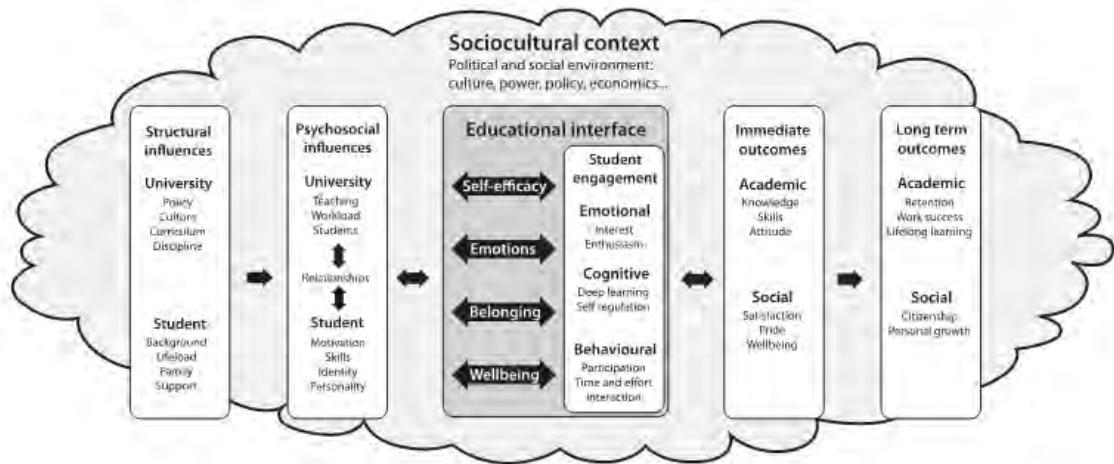 Sociocultural context
Political and social environment:
culture, power, policy, economics...
Structural
influences
University
Policy
Culture
Curriculum
Discipline
Student
Background
Lifeload
Family
Support
Psychosocial
influences
University
Teaching
Workload
Students
Relationships
Student
Motivation
Skills
Identity
Personality
Educational interface
Self-efficacy
Emotions
Belonging
Wellbeing
Student
engagement
Emotional
Interest
Enthusiasm
Cognitive
Deep learning
Self regulation
Behavioural
Participation
Time and effort
interaction
Immediate
outcomes
Academic
Knowledge
Skills
Attitude
Social
Satisfaction
Pride
Wellbeing
Long term
outcomes
Academic
Retention
Work success
Lifelong learning
Social
Citizenship
Personal growth